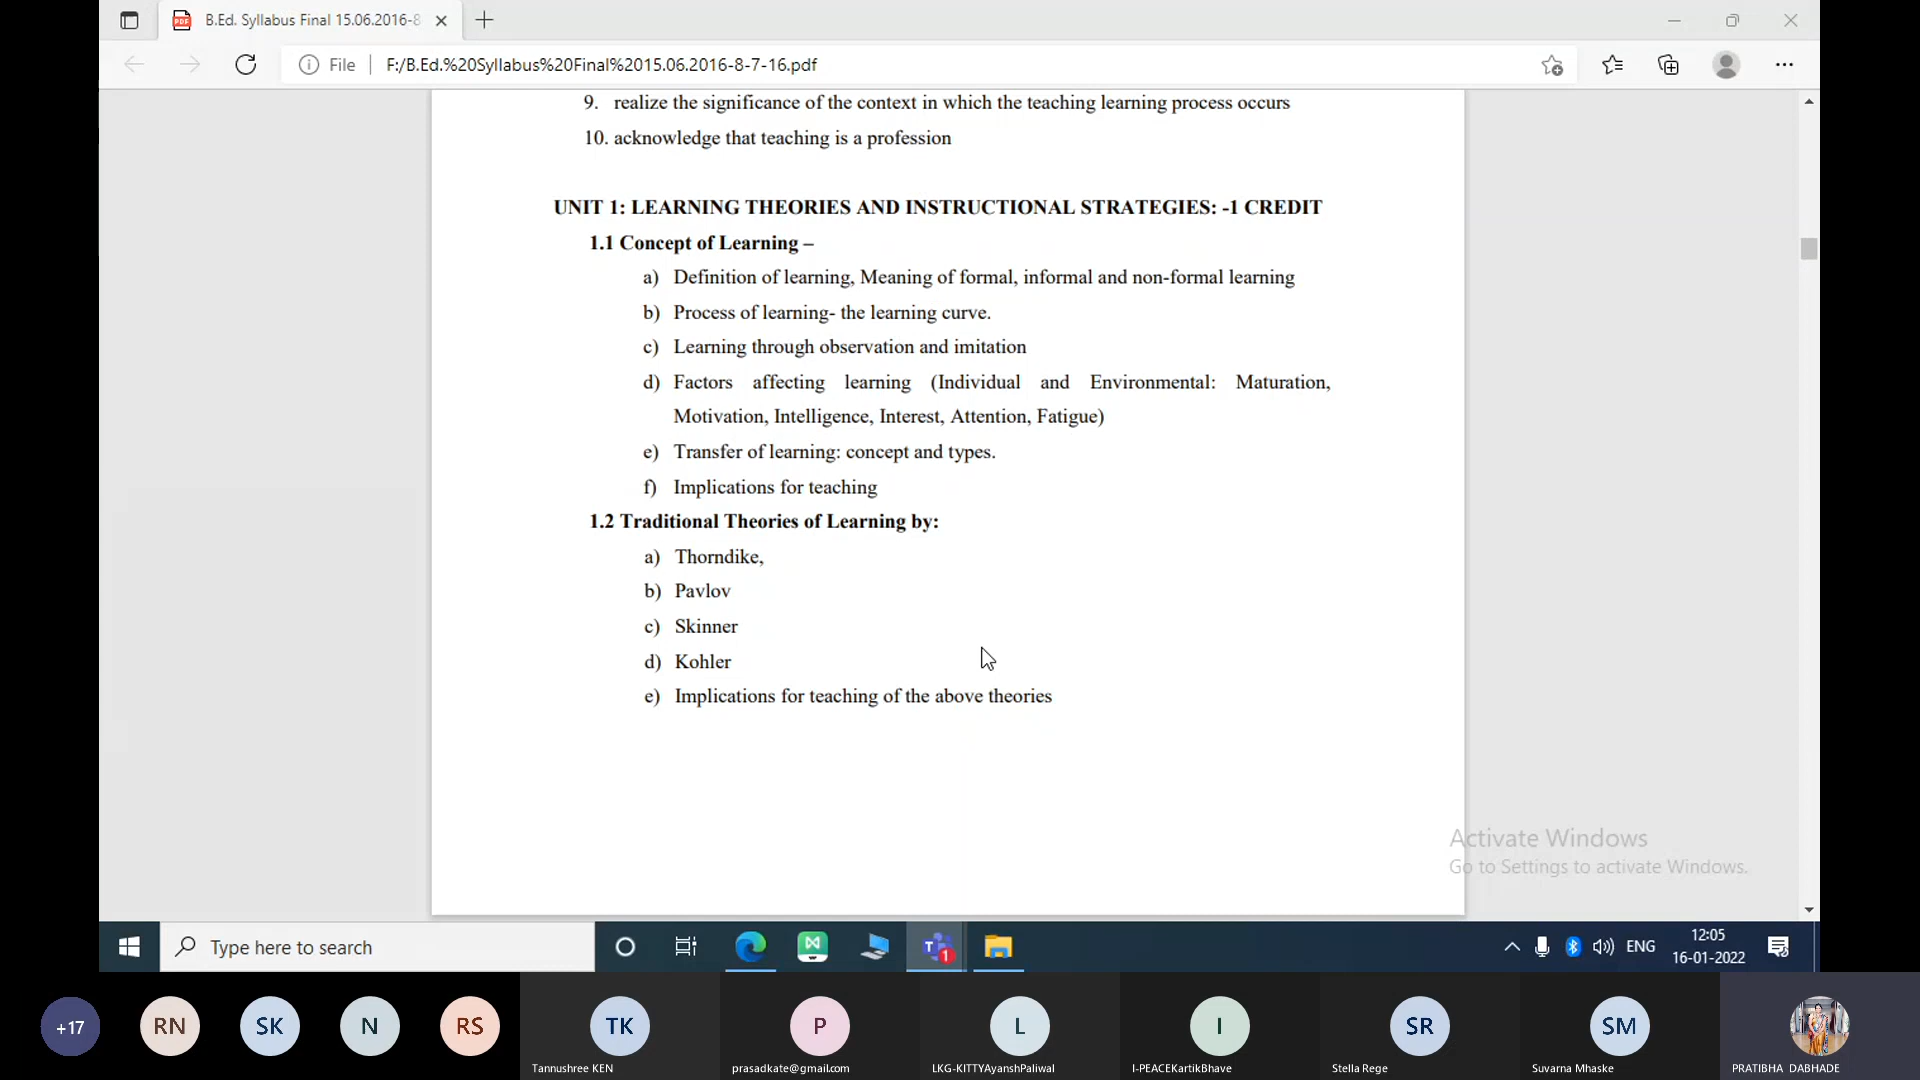 B.Ed. Syllabus Final 15.06.2016-8
File
F:/B.Ed.%20Syllabus%20Final%2015.06.2016-8-7-16.pdf
9. realize the significance of the context in which the teaching learning process occurs
10. acknowledge that teaching is a profession
UNIT 1: LEARNING THEORIES AND INSTRUCTIONAL STRATEGIES: -1 CREDIT
1.1 Concept of Learning –
a) Definition of learning, Meaning of formal, informal and non-formal learning
b) Process of learning- the learning curve.
c) Learning through observation and imitation
d) Factors affecting learning (Individual and Environmental: Maturation,
Motivation, Intelligence, Interest, Attention, Fatigue)
e) Transfer of learning: concept and types.
f) Implications for teaching
1.2 Traditional Theories of Learning by:
a) Thorndike,
b) Pavlov
c) Skinner
d) Kohler
e) Implications for teaching of the above theories
Activate Windows
Go to Settings to activate Windows.
Type here to search
1
ENG
12:05
16-01-2022
+17
RN
SK
N
RS
TK
P
L
I
SR
SM
Tannushree KEN
prasadkate@gmail.com
LKG-KITTYAyanshPaliwal
I-PEACEKartikBhave
Stella Rege
Suvarna Mhaske
PRATIBHA DABHADE